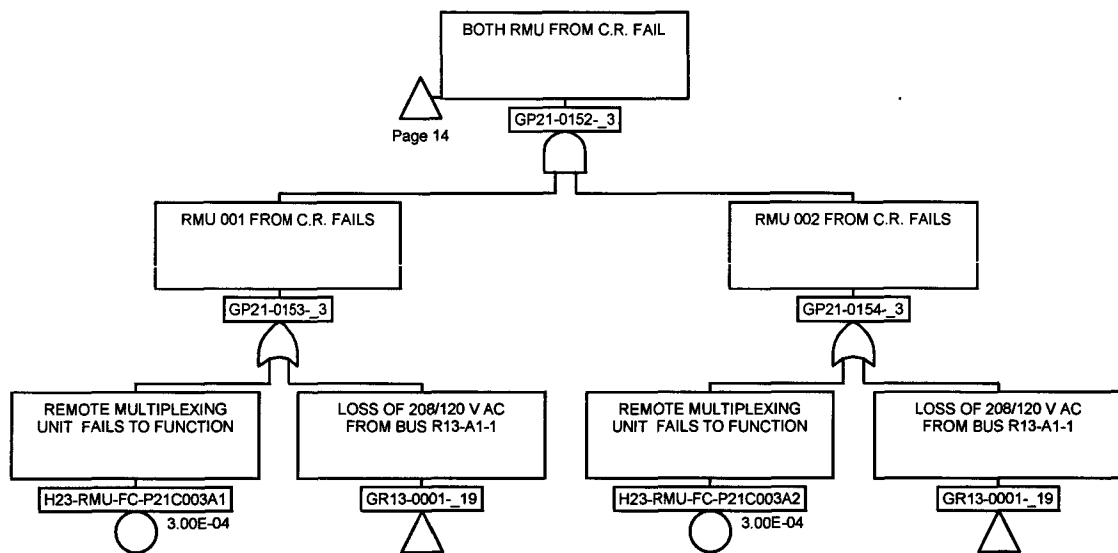 BOTH RMU FROM C.R. FAIL
Page 14
GP21-0152-_3
RMU 001 FROM C.R. FAILS
RMU 002 FROM C.R. FAILS
GP21-0153-_3
GP21-0154-_3
REMOTE MULTIPLEXING
UNIT FAILS TO FUNCTION
LOSS OF 208/120 V AC
FROM BUS R13-A1-1
REMOTE MULTIPLEXING
UNIT FAILS TO FUNCTION
LOSS OF 208/120 V AC
FROM BUS R13-A1-1
H23-RMU-FC-P21C003A1
3.00E-04
GR13-0001-_19
H23-RMU-FC-P21C003A2
3.00E-04
GR13-0001-_19